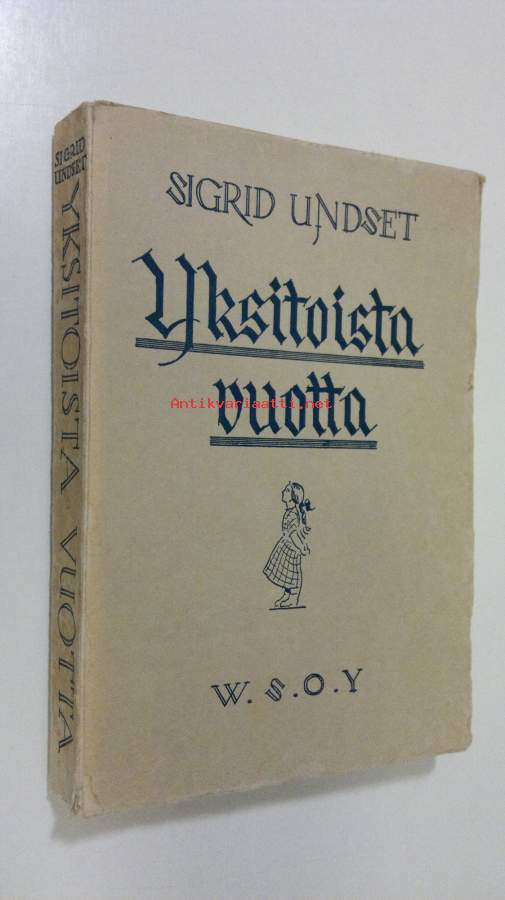 SIGRID UNDSET
Yksitoista
vuotta
Antikvariaatti.net
W. S. O. Y
SIGRID
UNDSET
YKSITOISTA VUOTTA